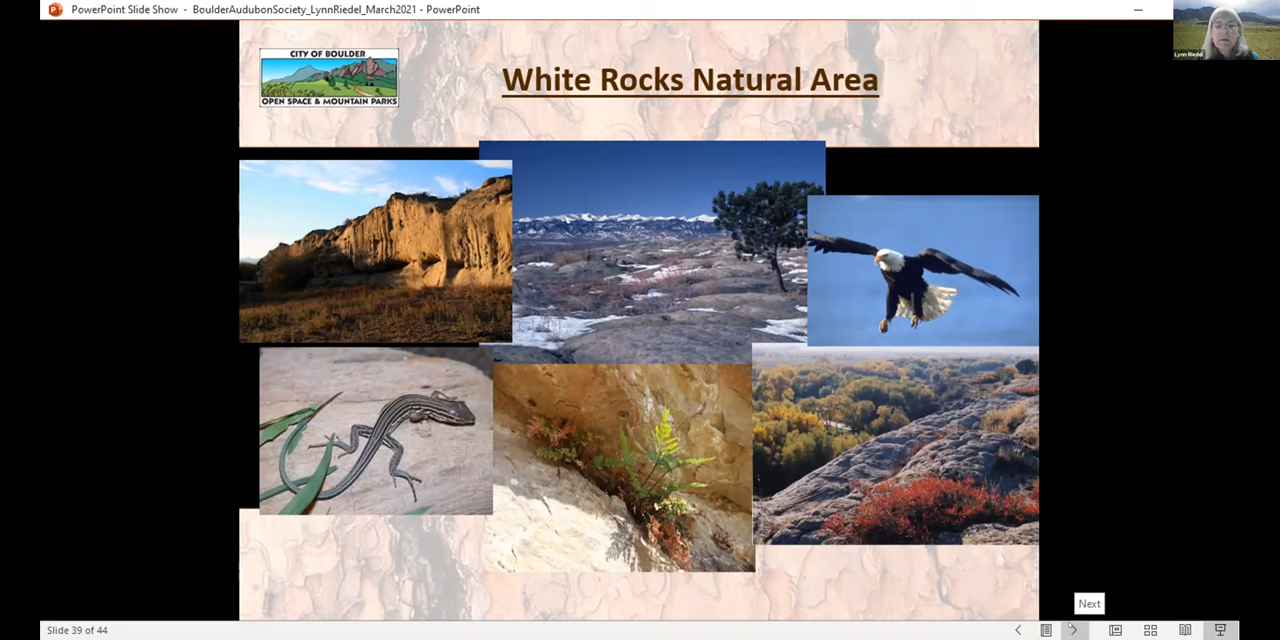 PowerPoint Slide Show - BoulderAudubonSociety_LynnRiedel_March2021 - PowerPoint
Lynn Riedel
CITY OF BOULDER
OPEN SPACE & MOUNTAIN PARKS
White Rocks Natural Area
Next
Slide 39 of 44